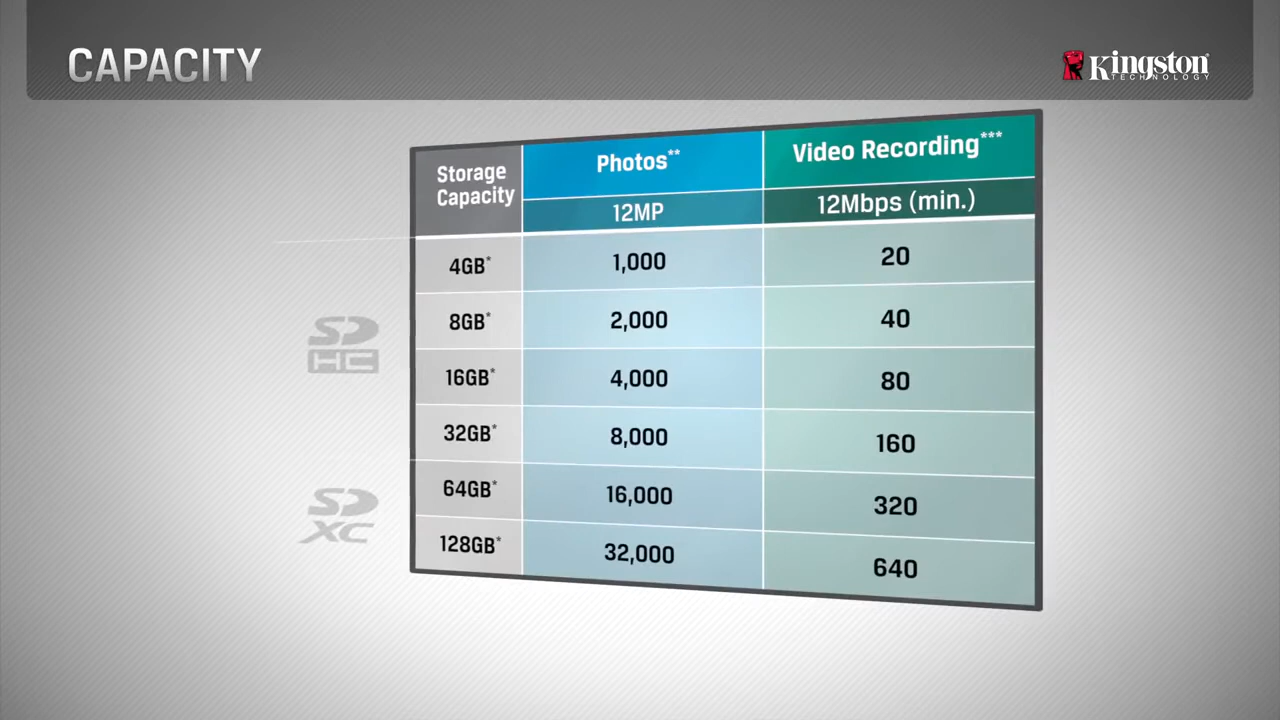 CAPACITY
Kingston
TECHNOLOGY
Storage Capacity
Photos**
Video Recording***
12MP
12Mbps (min.)
4GB* 1,000 20
8GB* 2,000 40
16GB* 4,000 80
32GB* 8,000 160
64GB* 16,000 320
128GB* 32,000 640
SD
HC
SD
XC